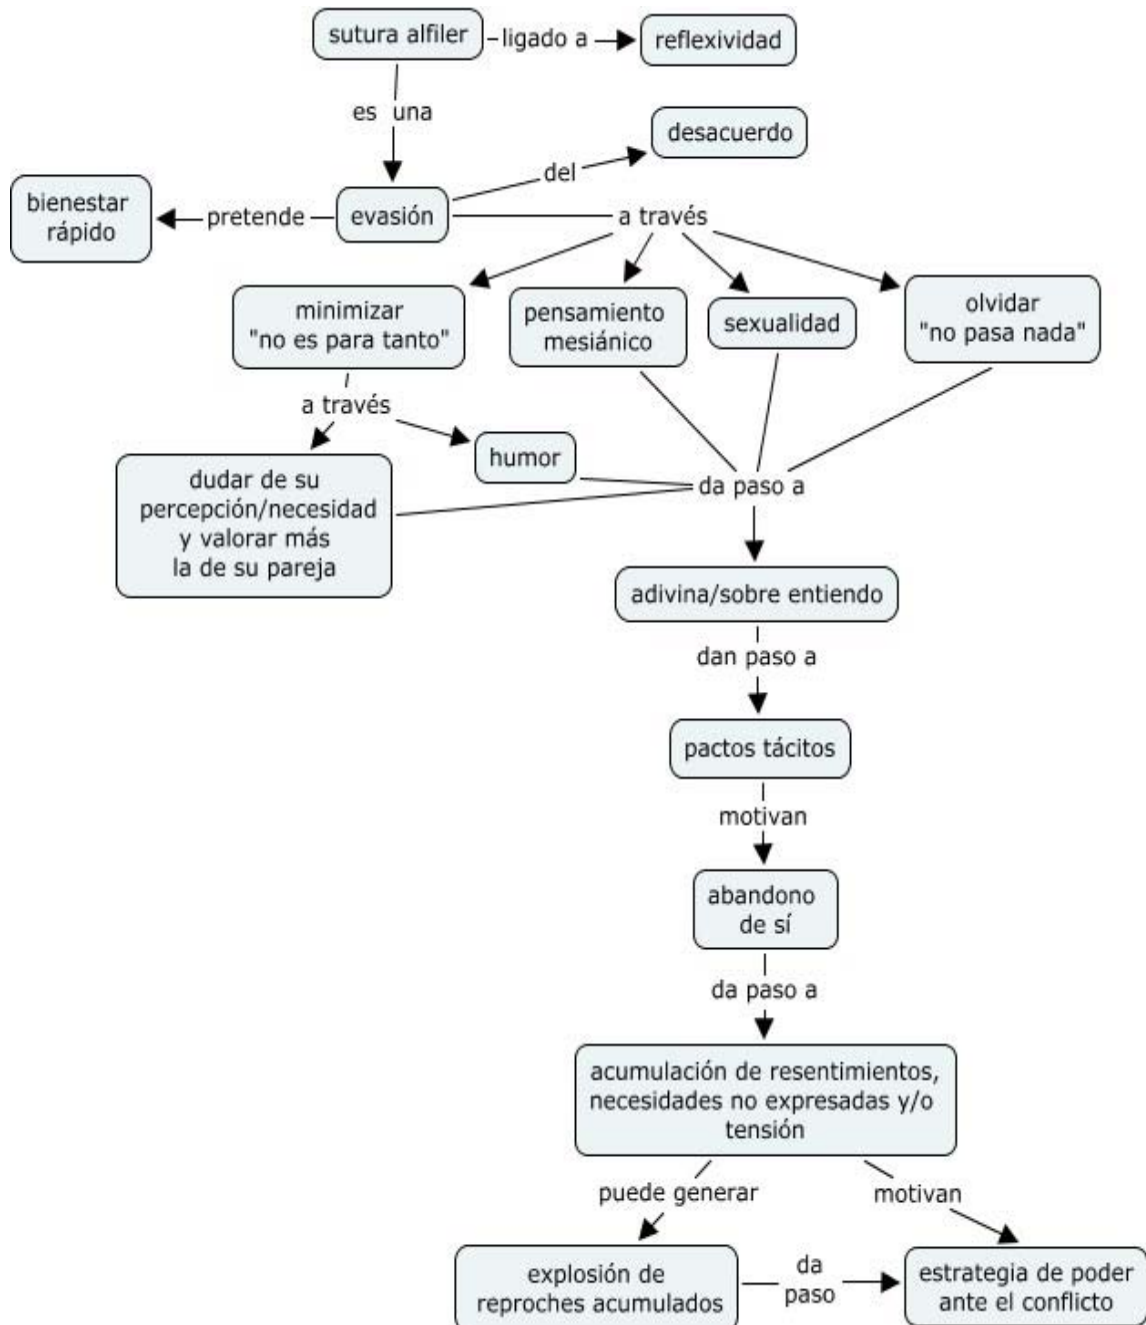 sutura alfiler
ligado a
reflexividad
es una
desacuerdo
del
bienestar
rápido
pretende
evasión
a través
minimizar
"no es para tanto"
pensamiento
mesiánico
sexualidad
olvidar
"no pasa nada"
a través
humor
dudar de su
percepción/necesidad
y valorar más
la de su pareja
da paso a
adivina/sobre entiendo
dan paso a
pactos tácitos
motivan
abandono
de sí
da paso a
acumulación de resentimientos,
necesidades no expresadas y/o
tensión
puede generar
motivan
explosión de
reproches acumulados
da
paso
estrategia de poder
ante el conflicto